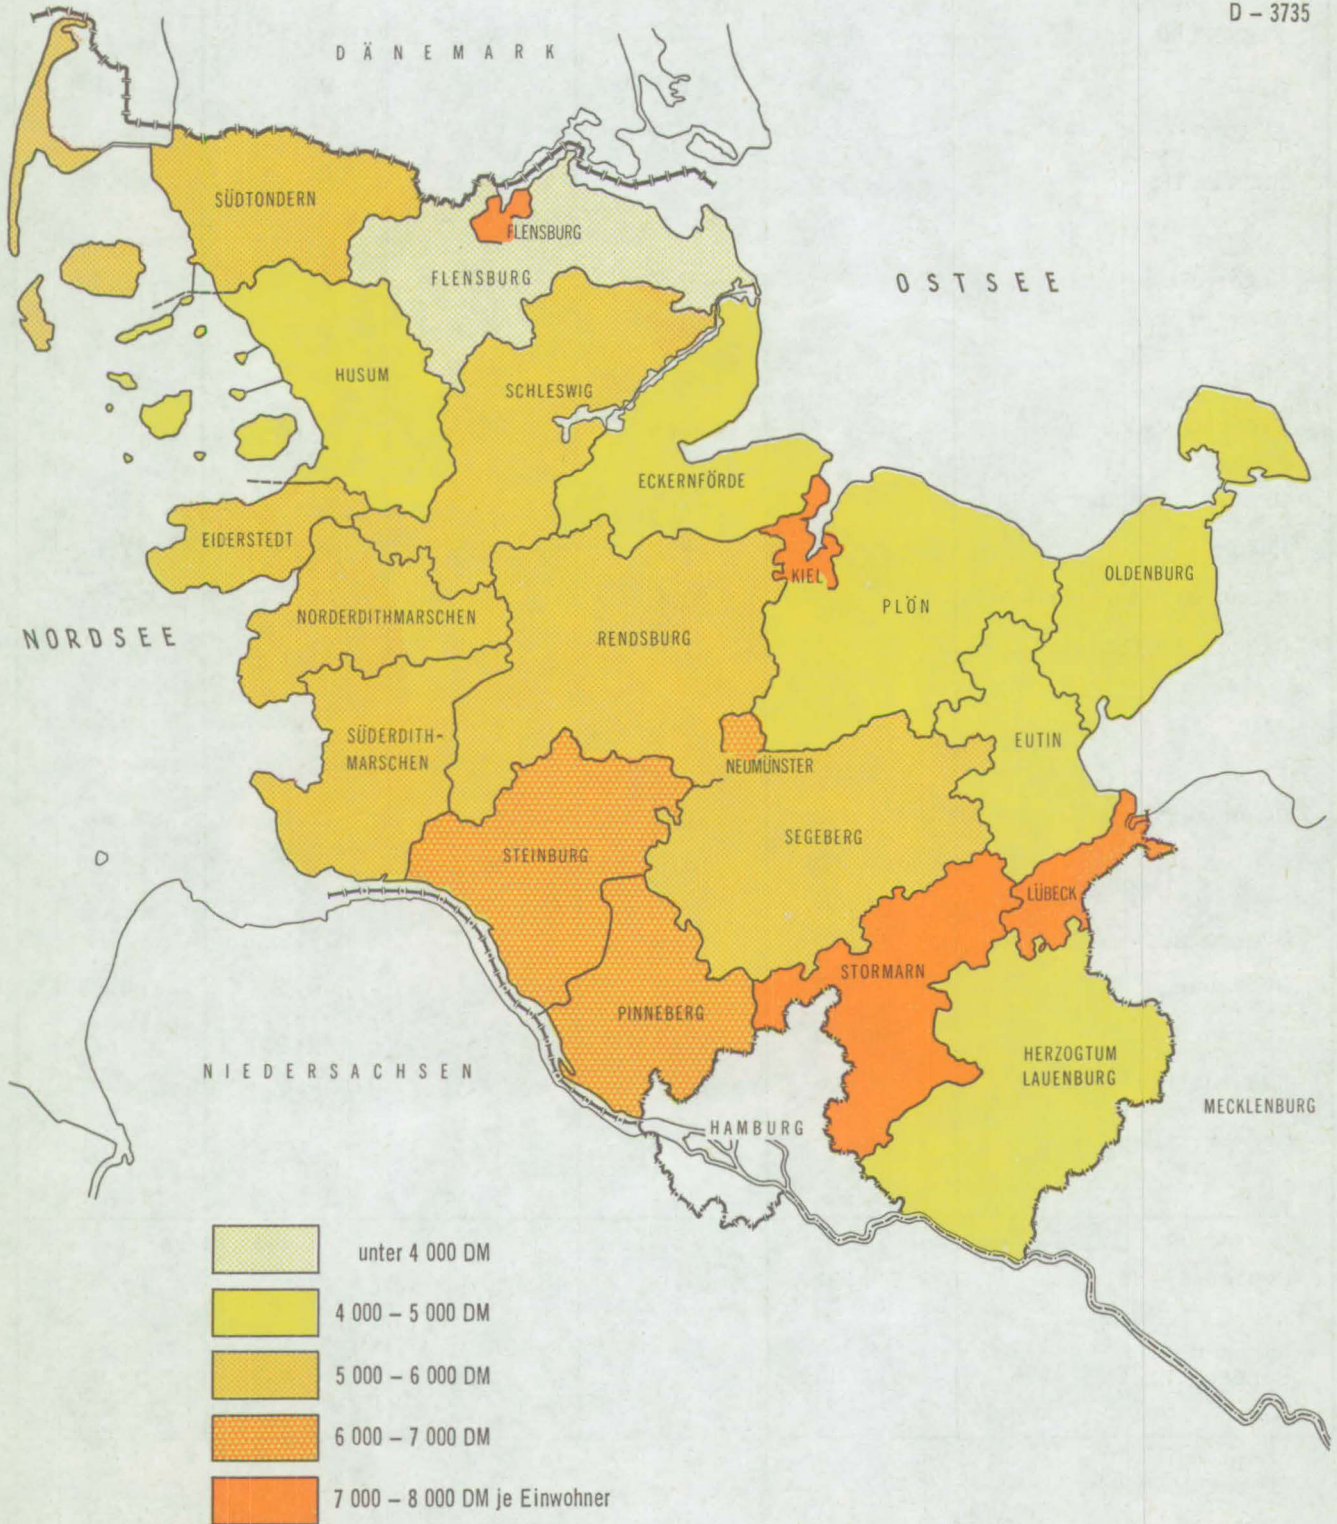 D – 3735
DÄNEMARK
SÜDTONDERN
FLENSBURG
FLENSBURG
OSTSEE
HUSUM
SCHLESWIG
ECKERNFÖRDE
EIDERSTEDT
KIEL
OLDENBURG
PLÖN
NORDERDITHMARSCHEN
NORDSEE
RENDSBURG
SÜDERDITH-
MARSCHEN
EUTIN
NEUMÜNSTER
SEGEBERG
STEINBURG
LÜBECK
STORMARN
PINNEBERG
HERZOGTUM
LAUENBURG
NIEDERSACHSEN
MECKLENBURG
HAMBURG
unter 4 000 DM
4 000 – 5 000 DM
5 000 – 6 000 DM
6 000 – 7 000 DM
7 000 – 8 000 DM je Einwohner